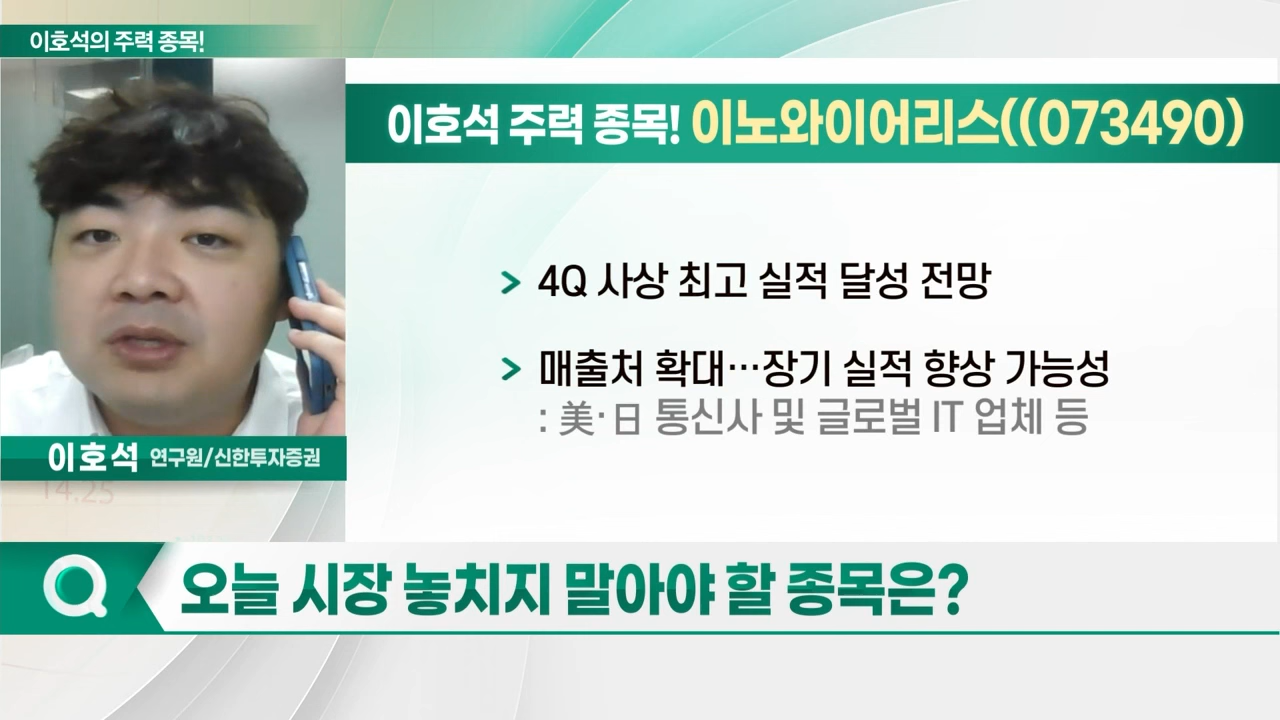 이호석의 주력 종목!
이호석 주력 종목! 이노와이어리스((073490)
> 4Q 사상 최고 실적 달성 전망
> 매출처 확대…장기 실적 향상 가능성
: 美·日 통신사 및 글로벌 IT 업체 등
이호석 연구원/신한투자증권
14.25
Q 오늘 시장 놓치지 말아야 할 종목은?